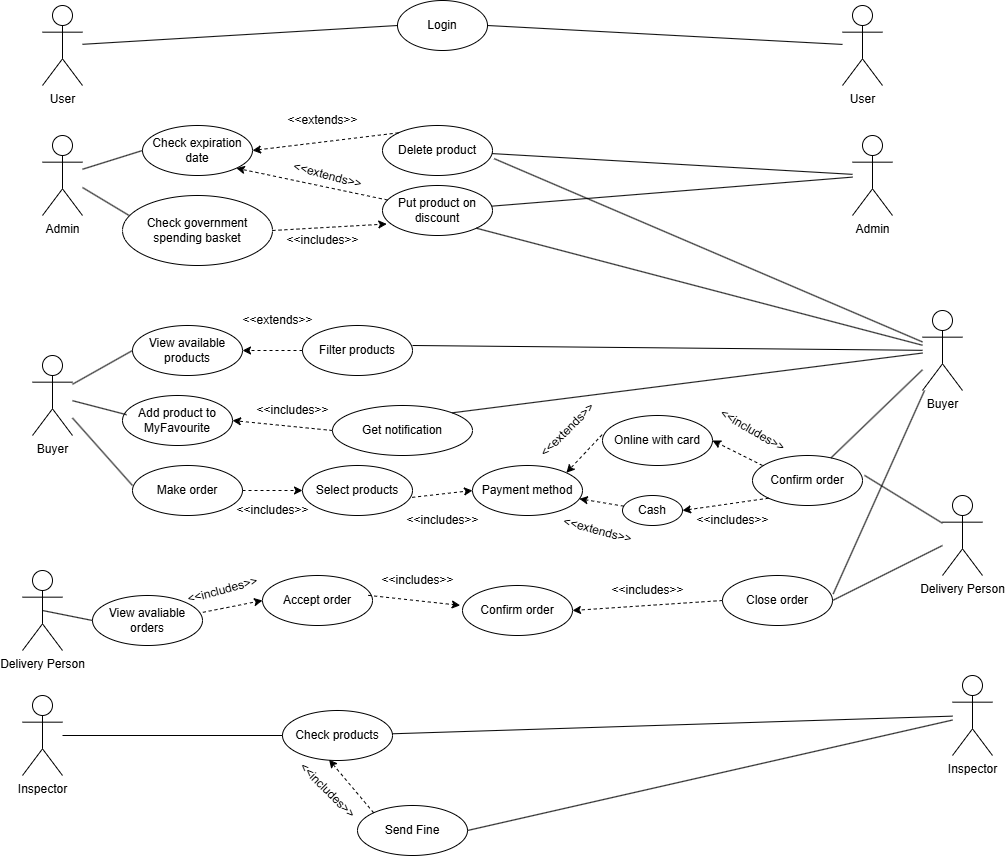 Login
User
User
<<extends>>
Check expiration
date
Delete product
<<extends>>
Put product on
discount
Admin
Check government
spending basket
<<includes>>
Admin
<<extends>>
View available
products
Filter products
Buyer
<<includes>>
Add product to
MyFavourite
Get notification
Buyer
<<extends>>
Online with card
<<includes>>
Make order
<<includes>>
Select products
<<includes>>
Payment method
Confirm order
Cash
<<extends>>
<<includes>>
Delivery Person
View avaliable
orders
<<includes>>
Accept order
<<includes>>
Confirm order
<<includes>>
Close order
Delivery Person
Check products
Inspector
Inspector
<<includes>>
Send Fine